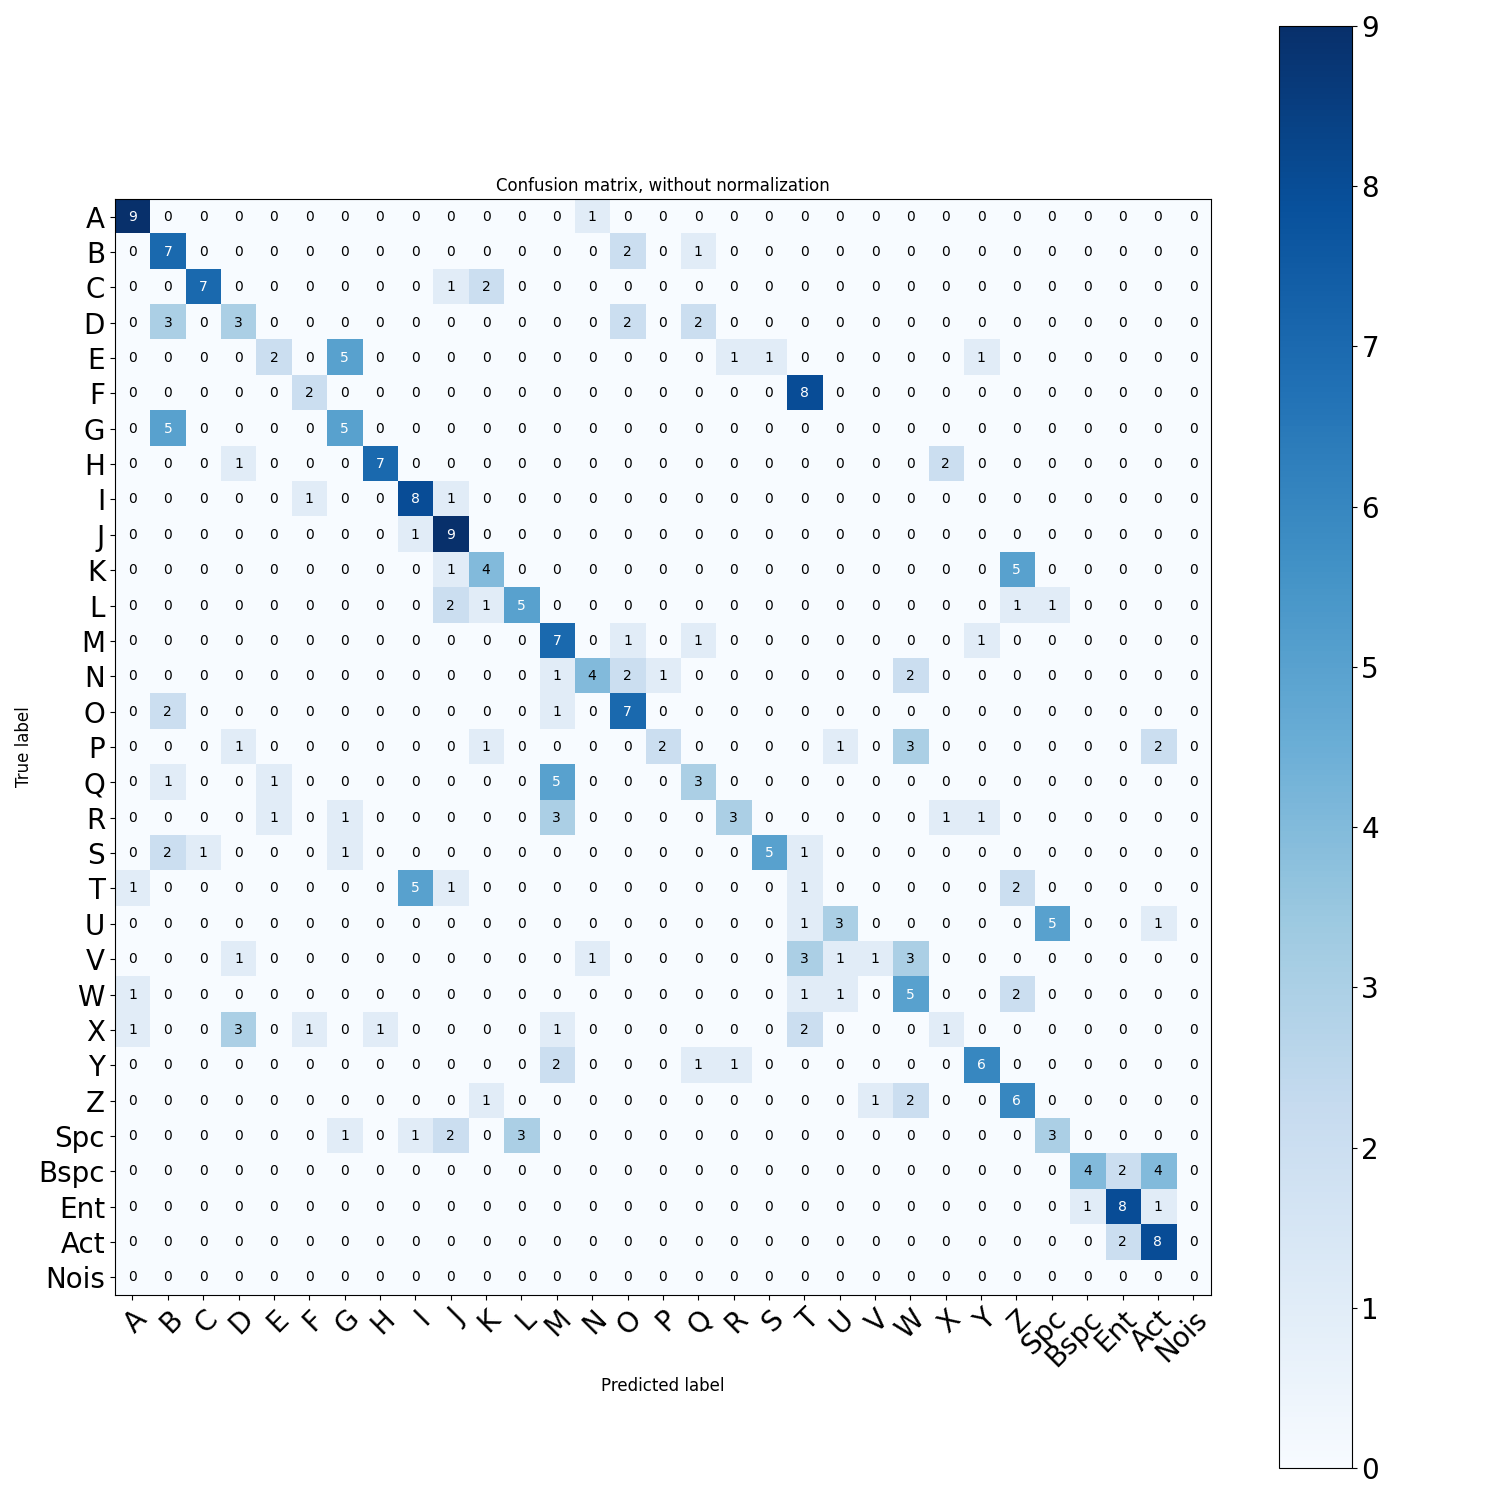 Confusion matrix, without normalization
A 9 0 0 0 0 0 0 0 0 0 0 0 0 1 0 0 0 0 0 0 0 0 0 0 0 0 0 0 0 0 0
B 0 7 0 0 0 0 0 0 0 0 0 0 0 0 2 0 1 0 0 0 0 0 0 0 0 0 0 0 0 0 0
C 0 0 7 0 0 0 0 0 0 1 2 0 0 0 0 0 0 0 0 0 0 0 0 0 0 0 0 0 0 0 0
D 0 3 0 3 0 0 0 0 0 0 0 0 0 0 2 0 2 0 0 0 0 0 0 0 0 0 0 0 0 0 0
E 0 0 0 0 2 0 5 0 0 0 0 0 0 0 0 0 0 1 1 0 0 0 0 0 1 0 0 0 0 0 0
F 0 0 0 0 0 2 0 0 0 0 0 0 0 0 0 0 0 0 0 8 0 0 0 0 0 0 0 0 0 0 0
G 0 5 0 0 0 0 5 0 0 0 0 0 0 0 0 0 0 0 0 0 0 0 0 0 0 0 0 0 0 0 0
H 0 0 0 1 0 0 0 7 0 0 0 0 0 0 0 0 0 0 0 0 0 0 0 2 0 0 0 0 0 0 0
I 0 0 0 0 0 1 0 0 8 1 0 0 0 0 0 0 0 0 0 0 0 0 0 0 0 0 0 0 0 0 0
J 0 0 0 0 0 0 0 0 1 9 0 0 0 0 0 0 0 0 0 0 0 0 0 0 0 0 0 0 0 0 0
K 0 0 0 0 0 0 0 0 0 1 4 0 0 0 0 0 0 0 0 0 0 0 0 0 0 5 0 0 0 0 0
L 0 0 0 0 0 0 0 0 0 2 1 5 0 0 0 0 0 0 0 0 0 0 0 0 0 1 1 0 0 0 0
M 0 0 0 0 0 0 0 0 0 0 0 0 7 0 1 0 1 0 0 0 0 0 0 0 1 0 0 0 0 0 0
N 0 0 0 0 0 0 0 0 0 0 0 0 1 4 2 1 0 0 0 0 0 0 2 0 0 0 0 0 0 0 0
O 0 2 0 0 0 0 0 0 0 0 0 0 1 0 7 0 0 0 0 0 0 0 0 0 0 0 0 0 0 0 0
P 0 0 0 1 0 0 0 0 0 0 1 0 0 0 0 2 0 0 0 0 1 0 3 0 0 0 0 0 0 2 0
Q 0 1 0 0 1 0 0 0 0 0 0 0 5 0 0 0 3 0 0 0 0 0 0 0 0 0 0 0 0 0 0
R 0 0 0 0 1 0 1 0 0 0 0 0 3 0 0 0 0 3 0 0 0 0 0 1 1 0 0 0 0 0 0
S 0 2 1 0 0 0 1 0 0 0 0 0 0 0 0 0 0 0 5 1 0 0 0 0 0 0 0 0 0 0 0
T 1 0 0 0 0 0 0 0 5 1 0 0 0 0 0 0 0 0 0 1 0 0 0 0 0 2 0 0 0 0 0
U 0 0 0 0 0 0 0 0 0 0 0 0 0 0 0 0 0 0 0 1 3 0 0 0 0 0 5 0 0 1 0
V 0 0 0 1 0 0 0 0 0 0 0 0 0 1 0 0 0 0 0 3 1 1 3 0 0 0 0 0 0 0 0
W 1 0 0 0 0 0 0 0 0 0 0 0 0 0 0 0 0 0 0 1 1 0 5 0 0 2 0 0 0 0 0
X 1 0 0 3 0 1 0 1 0 0 0 0 1 0 0 0 0 0 0 2 0 0 0 1 0 0 0 0 0 0 0
Y 0 0 0 0 0 0 0 0 0 0 0 0 2 0 0 0 1 1 0 0 0 0 0 0 6 0 0 0 0 0 0
Z 0 0 0 0 0 0 0 0 0 0 1 0 0 0 0 0 0 0 0 0 0 1 2 0 0 6 0 0 0 0 0
Spc 0 0 0 0 0 0 1 0 1 2 0 3 0 0 0 0 0 0 0 0 0 0 0 0 0 0 3 0 0 0 0
Bspc 0 0 0 0 0 0 0 0 0 0 0 0 0 0 0 0 0 0 0 0 0 0 0 0 0 0 0 4 2 4 0
Ent 0 0 0 0 0 0 0 0 0 0 0 0 0 0 0 0 0 0 0 0 0 0 0 0 0 0 0 1 8 1 0
Act 0 0 0 0 0 0 0 0 0 0 0 0 0 0 0 0 0 0 0 0 0 0 0 0 0 0 0 0 2 8 0
Nois 0 0 0 0 0 0 0 0 0 0 0 0 0 0 0 0 0 0 0 0 0 0 0 0 0 0 0 0 0 0 0
A B C D E F G H I J K L M N O P Q R S T U V W X Y Z Spc Bspc Ent Act Nois
Predicted label
True label
9
8
7
6
5
4
3
2
1
0